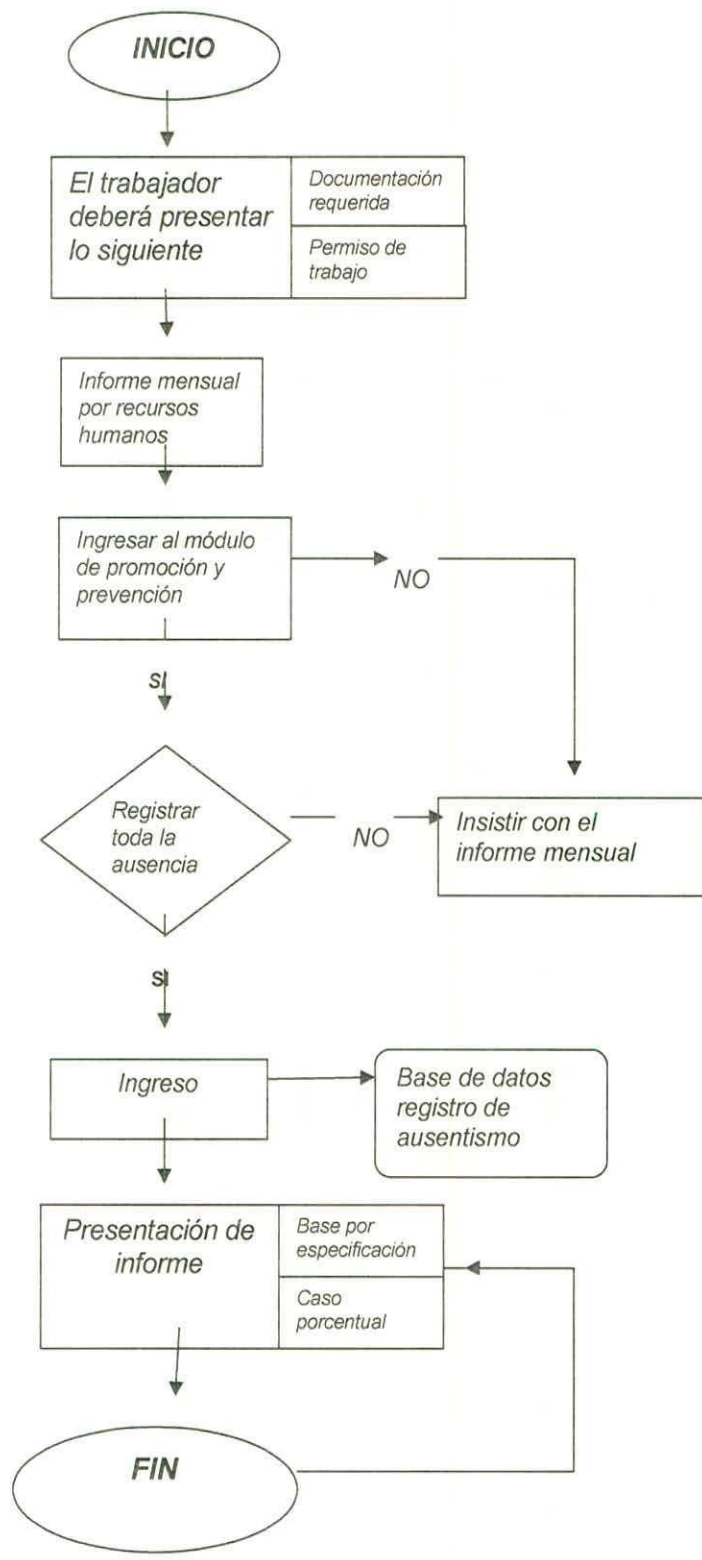 INICIO
El trabajador
deberá presentar
lo siguiente
Documentación
requerida
Permiso de
trabajo
Informe mensual
por recursos
humanos
Ingresar al módulo
de promoción y
prevención
NO
SI
Registrar
toda la
ausencia
NO
Insistir con el
informe mensual
SI
Ingreso
Base de datos
registro de
ausentismo
Presentación de
informe
Base por
especificación
Caso
porcentual
FIN